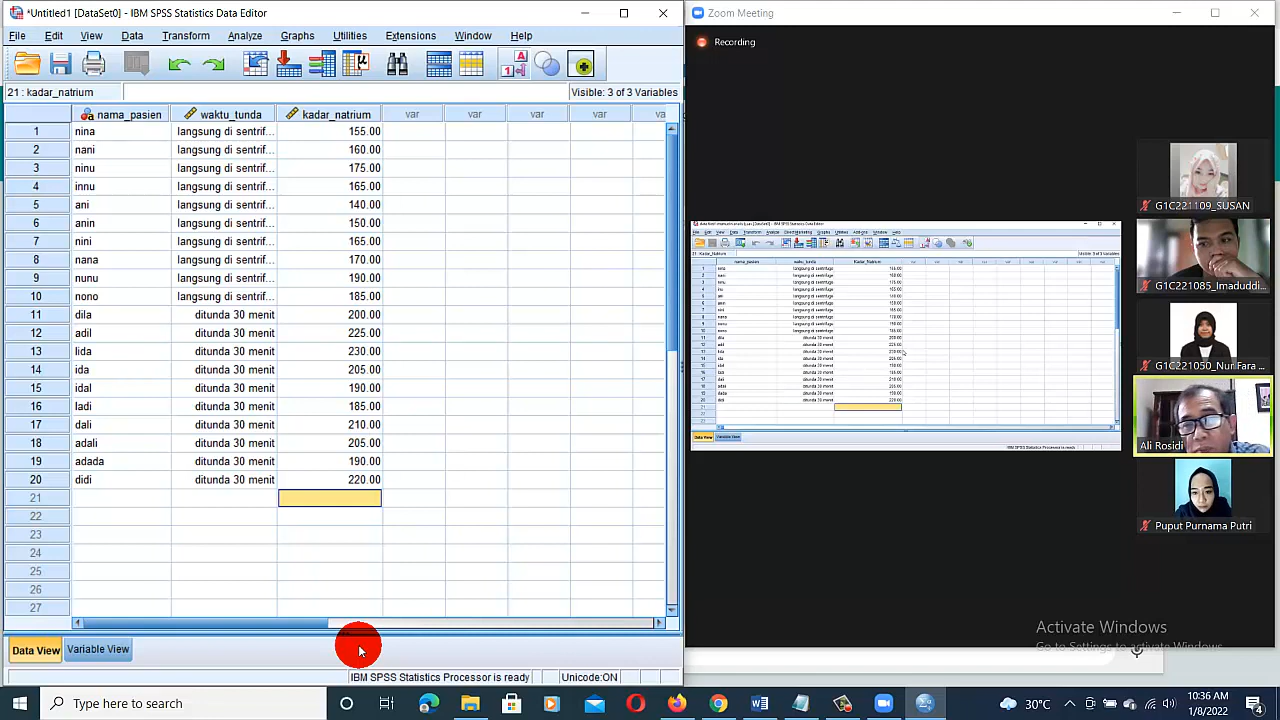 *Untitled1 [DataSet0] - IBM SPSS Statistics Data Editor
File Edit View Data Transform Analyze Graphs Utilities Extensions Window Help
21 : kadar_natrium
Visible: 3 of 3 Variables
nama_pasien waktu_tunda kadar_natrium var var var var va
1 nina langsung di sentrif... 155.00
2 nani langsung di sentrif... 160.00
3 ninu langsung di sentrif... 175.00
4 innu langsung di sentrif... 165.00
5 ani langsung di sentrif... 140.00
6 anin langsung di sentrif... 150.00
7 nini langsung di sentrif... 165.00
8 nana langsung di sentrif... 170.00
9 nunu langsung di sentrif... 190.00
10 nono langsung di sentrif... 185.00
11 dila ditunda 30 menit 200.00
12 adil ditunda 30 menit 225.00
13 lida ditunda 30 menit 230.00
14 ida ditunda 30 menit 205.00
15 idal ditunda 30 menit 190.00
16 ladi ditunda 30 menit 185.00
17 dali ditunda 30 menit 210.00
18 adali ditunda 30 menit 205.00
19 adada ditunda 30 menit 190.00
20 didi ditunda 30 menit 220.00
21
22
23
24
25
26
27
Data View Variable View
IBM SPSS Statistics Processor is ready Unicode:ON
Zoom Meeting
Recording
G1C221109_SUSAN
G1C221085_Imaduddi...
G1C221050_Nur Fara ...
Ali Rosidi
Puput Purnama Putri
Activate Windows
Go to Settings to activate Windows.
Type here to search
30°C
10:36 AM
1/8/2022
4